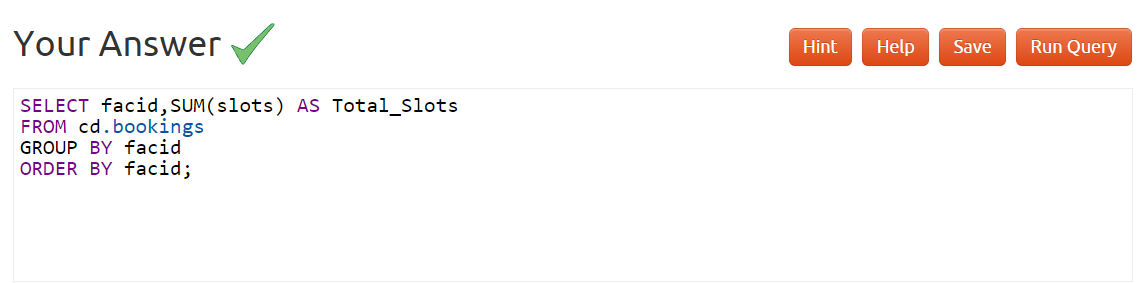 Your Answer
Hint Help Save Run Query
SELECT facid,SUM(slots) AS Total_Slots
FROM cd.bookings
GROUP BY facid
ORDER BY facid;